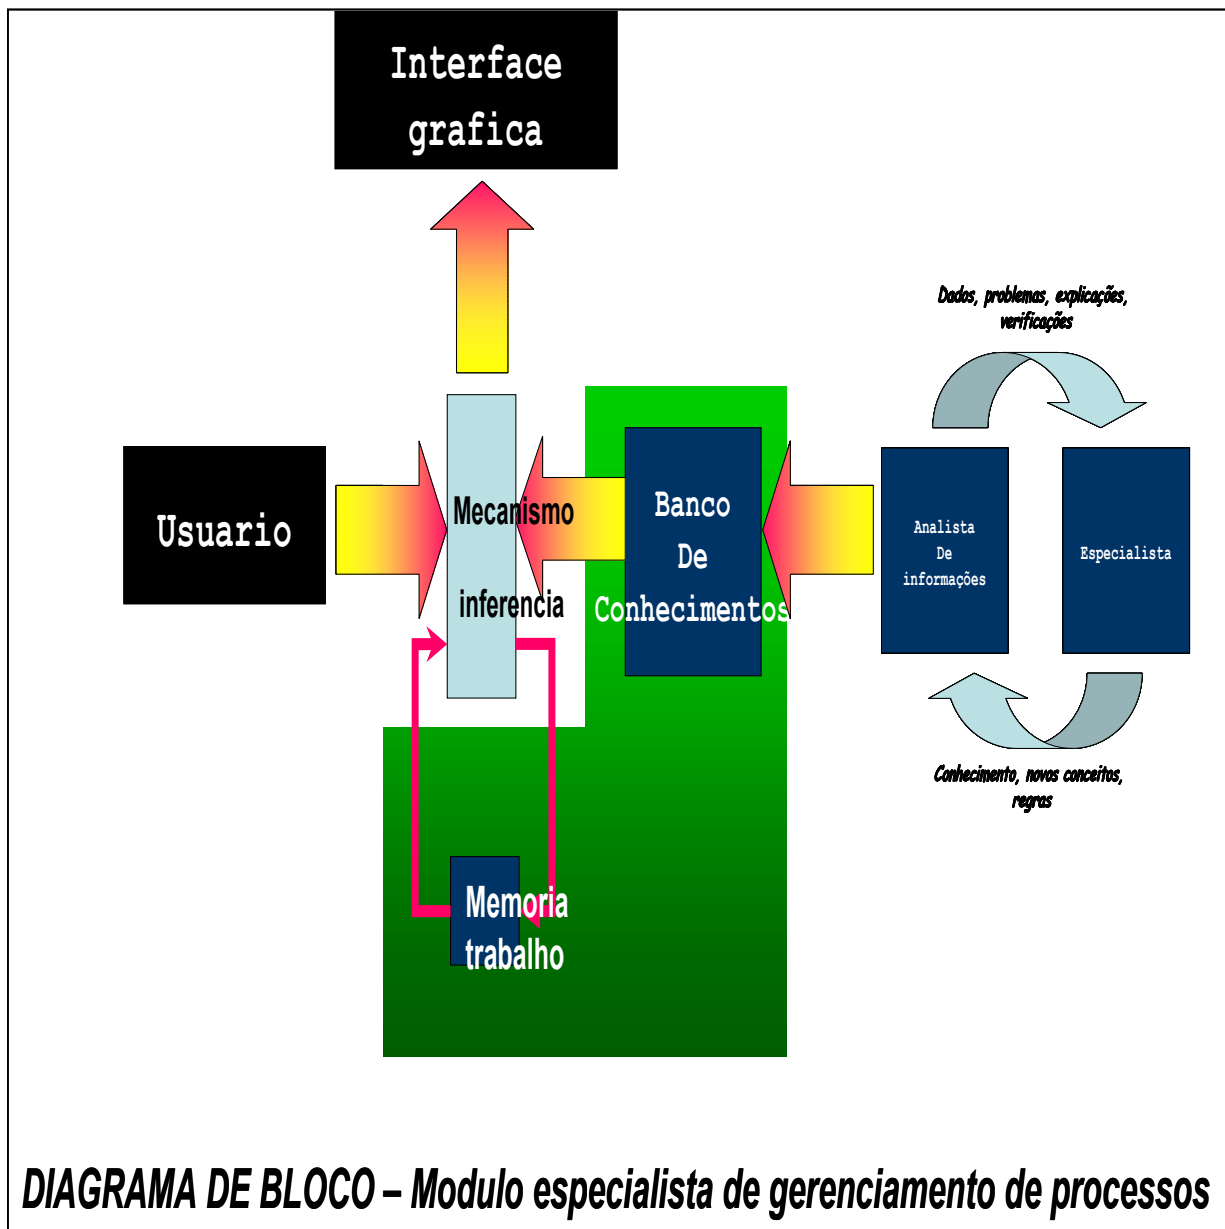 Interface
grafica
Dados, problemas, explicações,
verificações
Usuario
Mecanismo
inferencia
Banco
De
Conhecimentos
Analista
De
informações
Especialista
Conhecimento, novos conceitos,
regras
Memoria
trabalho
DIAGRAMA DE BLOCO – Modulo especialista de gerenciamento de processos